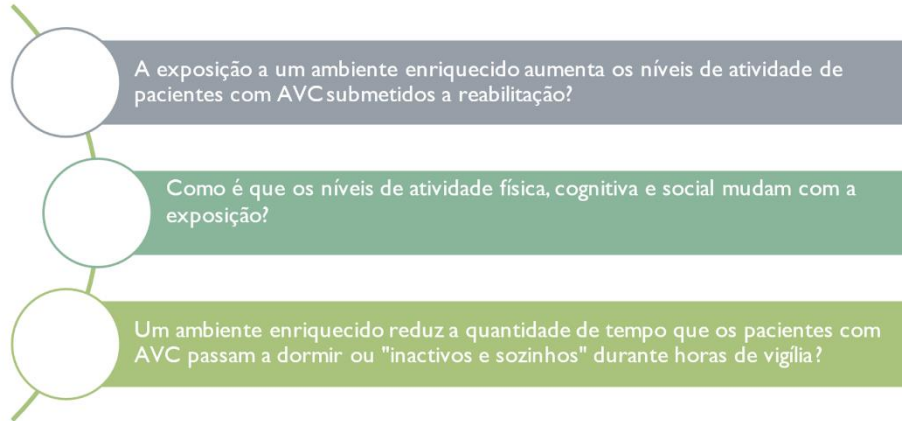 A exposição a um ambiente enriquecido aumenta os níveis de atividade de
pacientes com AVC submetidos a reabilitação?
Como é que os níveis de atividade física, cognitiva e social mudam com a
exposição?
Um ambiente enriquecido reduz a quantidade de tempo que os pacientes com
AVC passam a dormir ou "inactivos e sozinhos" durante horas de vigília?